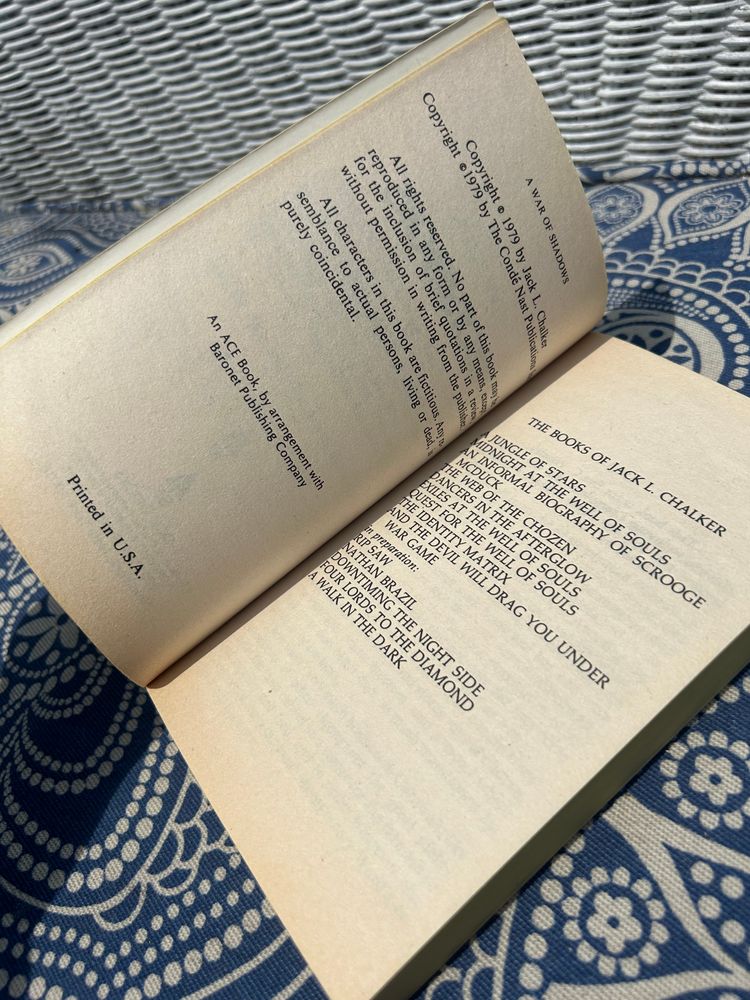 A WAR OF SHADOWS
Copyright © 1979 by Jack L. Chalker
Copyright ©1979 by The Condé Nast Publications
All rights reserved. No part of this book may
reproduced in any form or by any means,
for the inclusion of brief quotations in a review
without permission in writing from the publisher
All characters in this book are fictitious. Any
semblance to actual persons, living or dead,
purely coincidental.
An ACE Book, by arrangement with
Baronet Publishing Company
Printed in U.S.A.
THE BOOKS OF JACK L. CHALKER
A JUNGLE OF STARS
MIDNIGHT AT THE WELL OF SOULS
AN INFORMAL BIOGRAPHY OF SCROOGE
MCDUCK
THE WEB OF THE CHOZEN
DANCERS IN THE AFTERGLOW
EXILES AT THE WELL OF SOULS
QUEST FOR THE WELL OF SOULS
THE IDENTITY MATRIX
AND THE DEVIL WILL DRAG YOU UNDER
WAR GAME
in preparation:
RIP SAW
NATHAN BRAZIL
DOWNTIMING THE NIGHT SIDE
FOUR LORDS TO THE DIAMOND
A WALK IN THE DARK